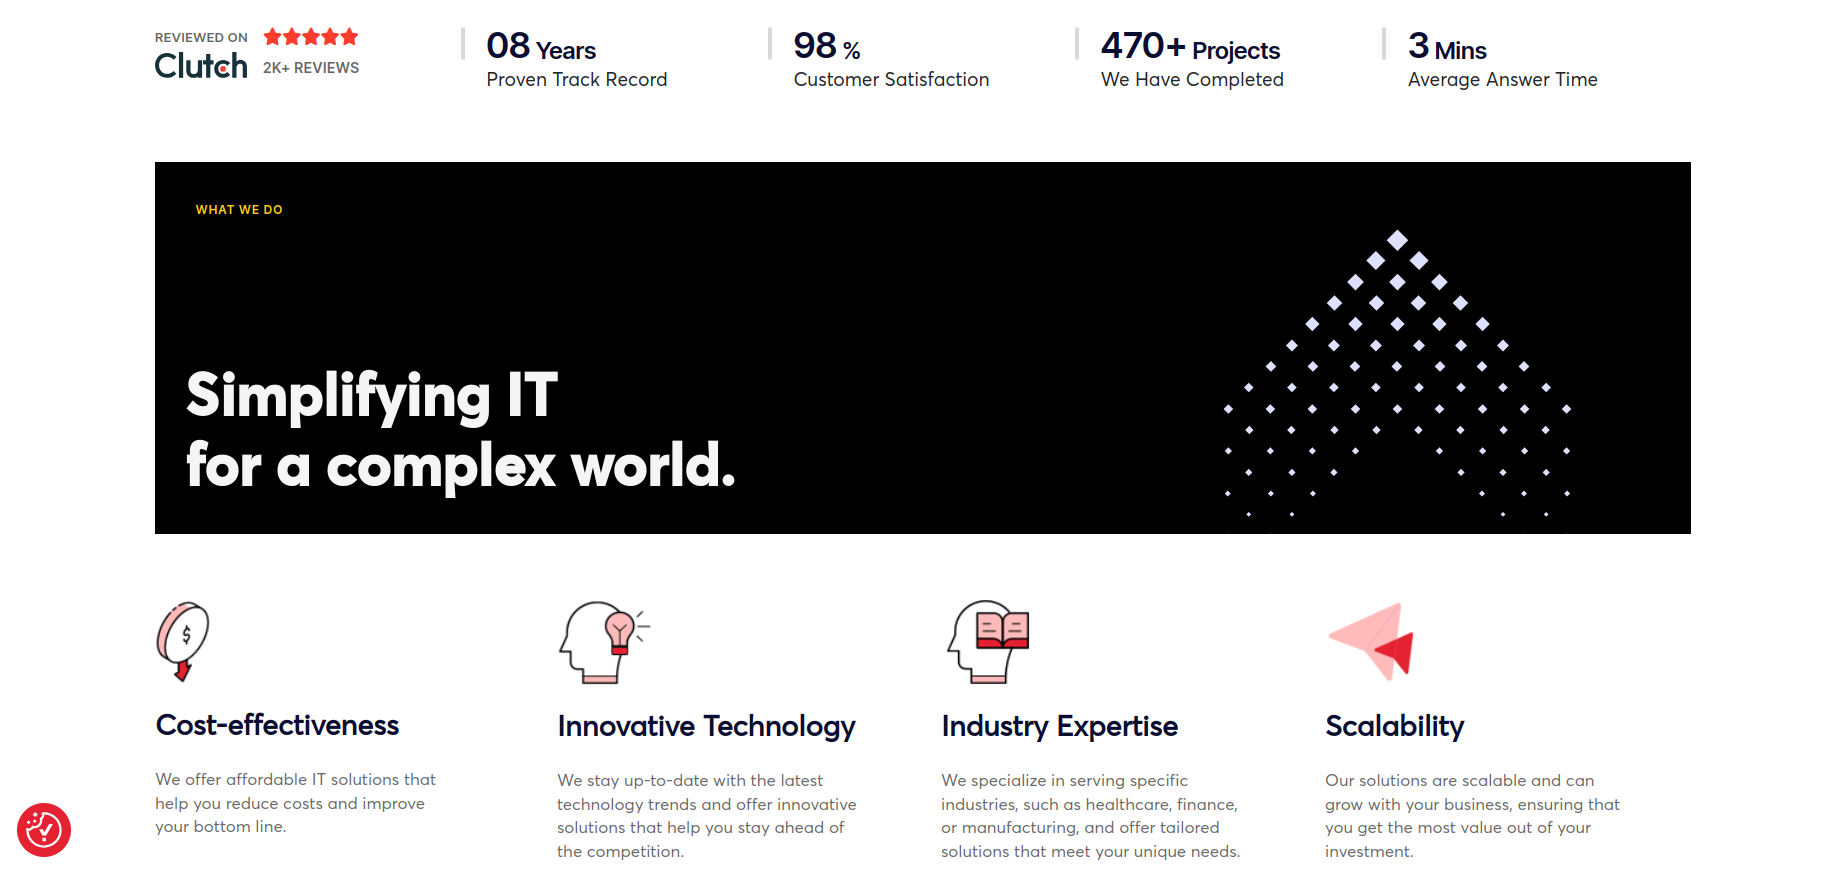 REVIEWED ON
Clutch
2K+ REVIEWS
08 Years
Proven Track Record
98 %
Customer Satisfaction
470+ Projects
We Have Completed
3 Mins
Average Answer Time
WHAT WE DO
Simplifying IT
for a complex world.
$
Cost-effectiveness
We offer affordable IT solutions that
help you reduce costs and improve
your bottom line.
Innovative Technology
We stay up-to-date with the latest
technology trends and offer innovative
solutions that help you stay ahead of
the competition.
Industry Expertise
We specialize in serving specific
industries, such as healthcare, finance,
or manufacturing, and offer tailored
solutions that meet your unique needs.
Scalability
Our solutions are scalable and can
grow with your business, ensuring that
you get the most value out of your
investment.